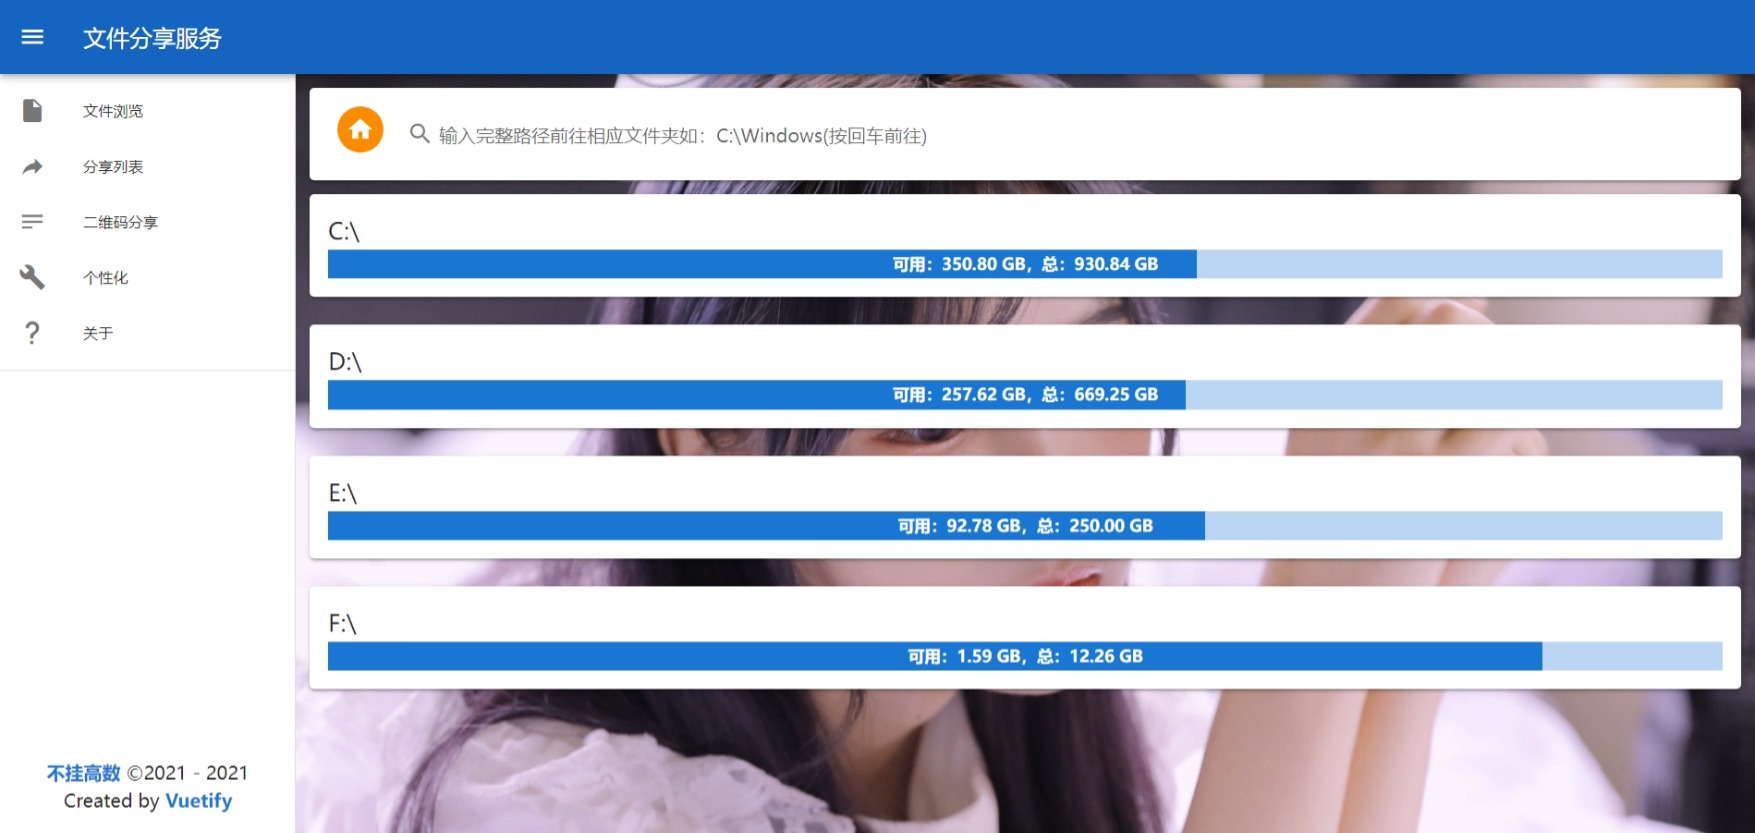 文件分享服务
文件浏览
分享列表
二维码分享
个性化
关于
输入完整路径前往相应文件夹如：C:\Windows(按回车前往)
C:\
可用：350.80 GB，总：930.84 GB
D:\
可用：257.62 GB，总：669.25 GB
E:\
可用：92.78 GB，总：250.00 GB
F:\
可用：1.59 GB，总：12.26 GB
不挂高数 ©2021 - 2021
Created by Vuetify